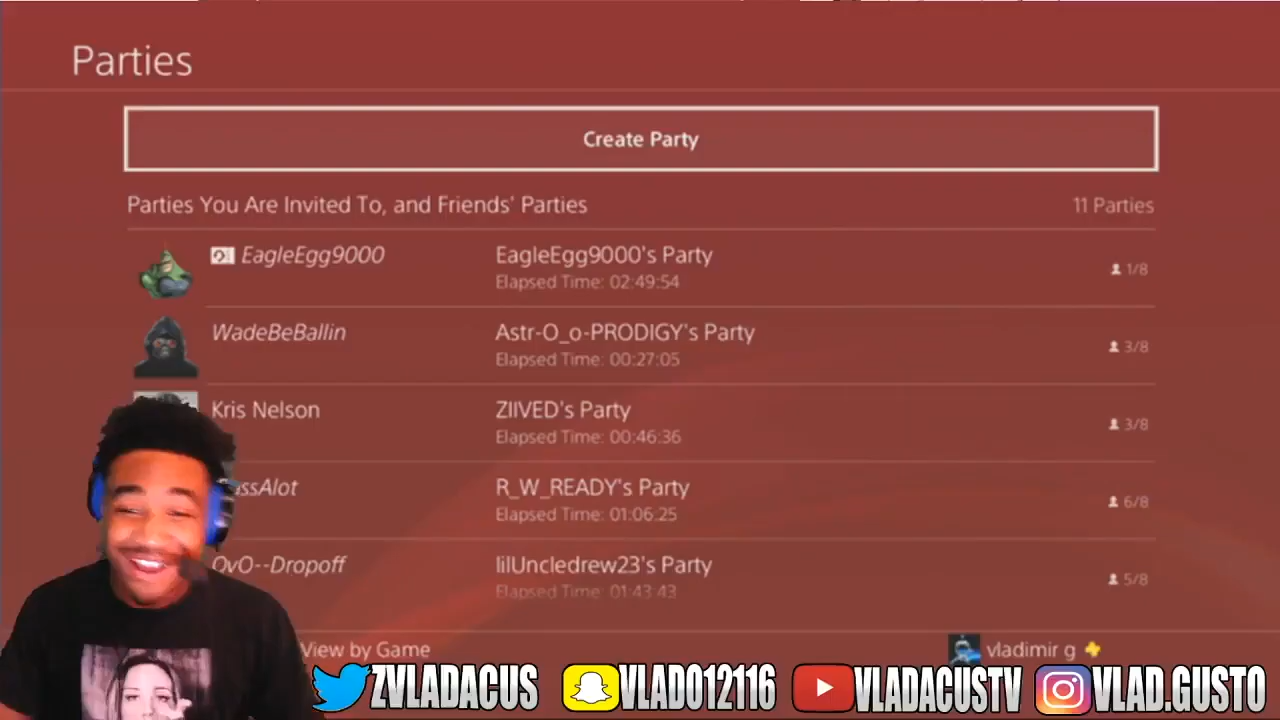 Parties
Create Party
Parties You Are Invited To, and Friends' Parties
11 Parties
EagleEgg9000
EagleEgg9000's Party
Elapsed Time: 02:49:54
1/8
WadeBeBallin
Astr-O_o-PRODIGY's Party
Elapsed Time: 00:27:05
3/8
Kris Nelson
ZIIVED's Party
Elapsed Time: 00:46:36
3/8
R_W_READY's Party
Elapsed Time: 01:06:25
6/8
OvO--Dropoff
lilUncledrew23's Party
Elapsed Time: 01:43:43
5/8
View by Game
vladimir g
ZVLADACUS
VLAD012116
VLADACUSTV
VLAD.GUSTO